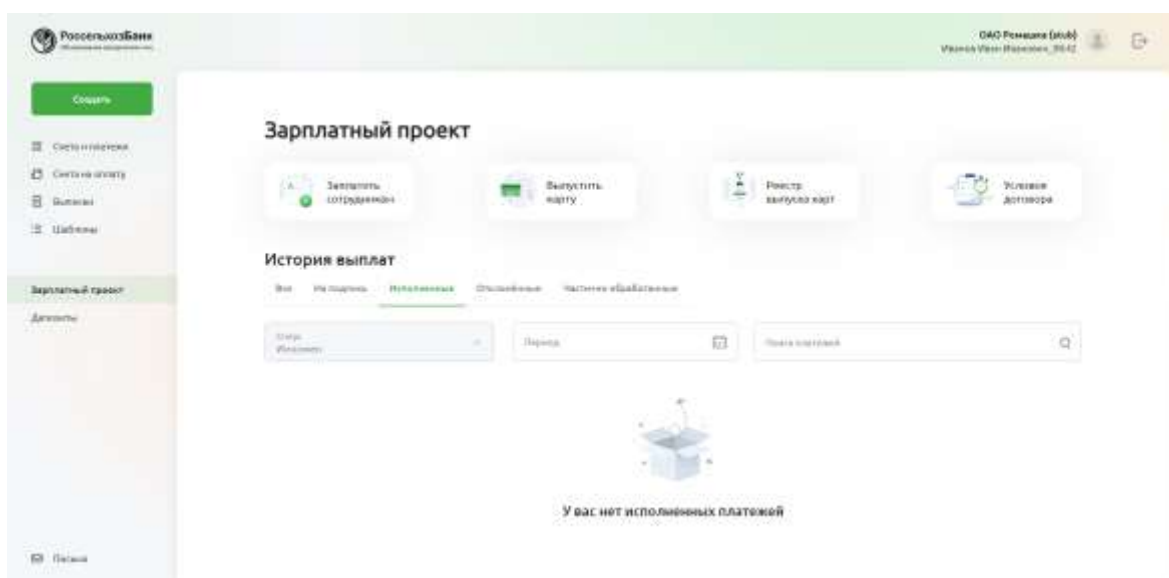 РоссельхозБанк
ОАО Ромашка (stub)
Создать
Счета и платежи
Счета на оплату
Выписки
Шаблоны
Зарплатный проект
Депозиты
Письма
Зарплатный проект
Заплатить
сотрудникам
Выпустить
карту
Реестр
выпуска карт
Условия
договора
История выплат
Все На подпись Исполненные Отклонённые Частично обработанные
Статус
Исполнен
Период
Поиск платежей
У вас нет исполненных платежей